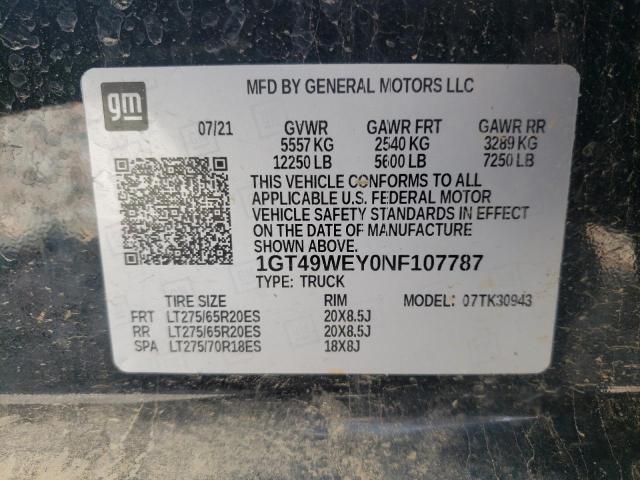 gm
MFD BY GENERAL MOTORS LLC
07/21 GVWR GAWR FRT GAWR RR
5557 KG 2540 KG 3289 KG
12250 LB 5600 LB 7250 LB
THIS VEHICLE CONFORMS TO ALL
APPLICABLE U.S. FEDERAL MOTOR
VEHICLE SAFETY STANDARDS IN EFFECT
ON THE DATE OF MANUFACTURE
SHOWN ABOVE.
1GT49WEY0NF107787
TYPE: TRUCK
TIRE SIZE RIM MODEL: 07TK30943
FRT LT275/65R20ES 20X8.5J
RR LT275/65R20ES 20X8.5J
SPA LT275/70R18ES 18X8J